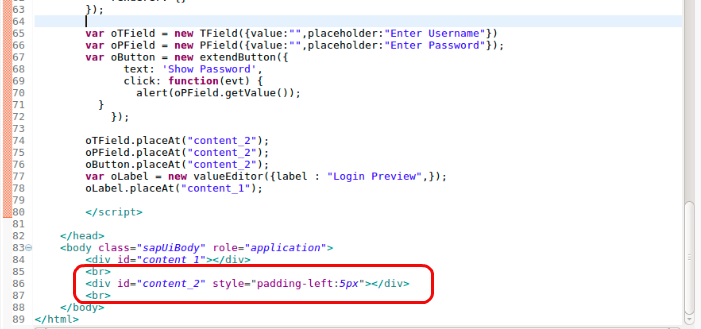 63 });
64
65 var oTField = new TField({value:"",placeholder:"Enter Username"})
66 var oPField = new PField({value:"",placeholder:"Enter Password"});
67 var oButton = new extendButton({
68 text: 'Show Password',
69 click: function(evt) {
70 alert(oPField.getValue());
71 }
72 });
73
74 oTField.placeAt("content_2");
75 oPField.placeAt("content_2");
76 oButton.placeAt("content_2");
77 var oLabel = new valueEditor({label : "Login Preview",});
78 oLabel.placeAt("content_1");
79
80 </script>
81
82 </head>
83 <body class="sapUiBody" role="application">
84 <div id="content_1"></div>
85 <br>
86 <div id="content_2" style="padding-left:5px"></div>
87 <br>
88 </body>
89 </html>